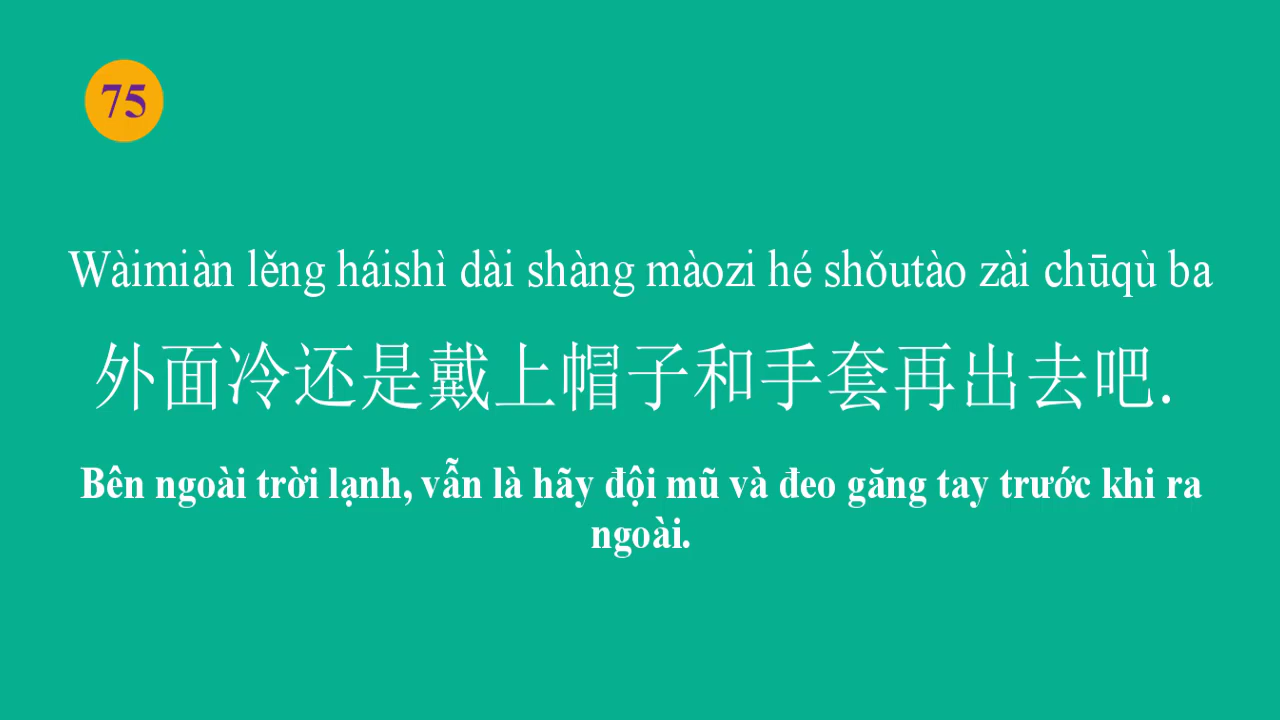 75
Wàimiàn lěng háishì dài shàng màozi hé shǒutào zài chūqù ba
外面冷还是戴上帽子和手套再出去吧.
Bên ngoài trời lạnh, vẫn là hãy đội mũ và đeo găng tay trước khi ra
ngoài.